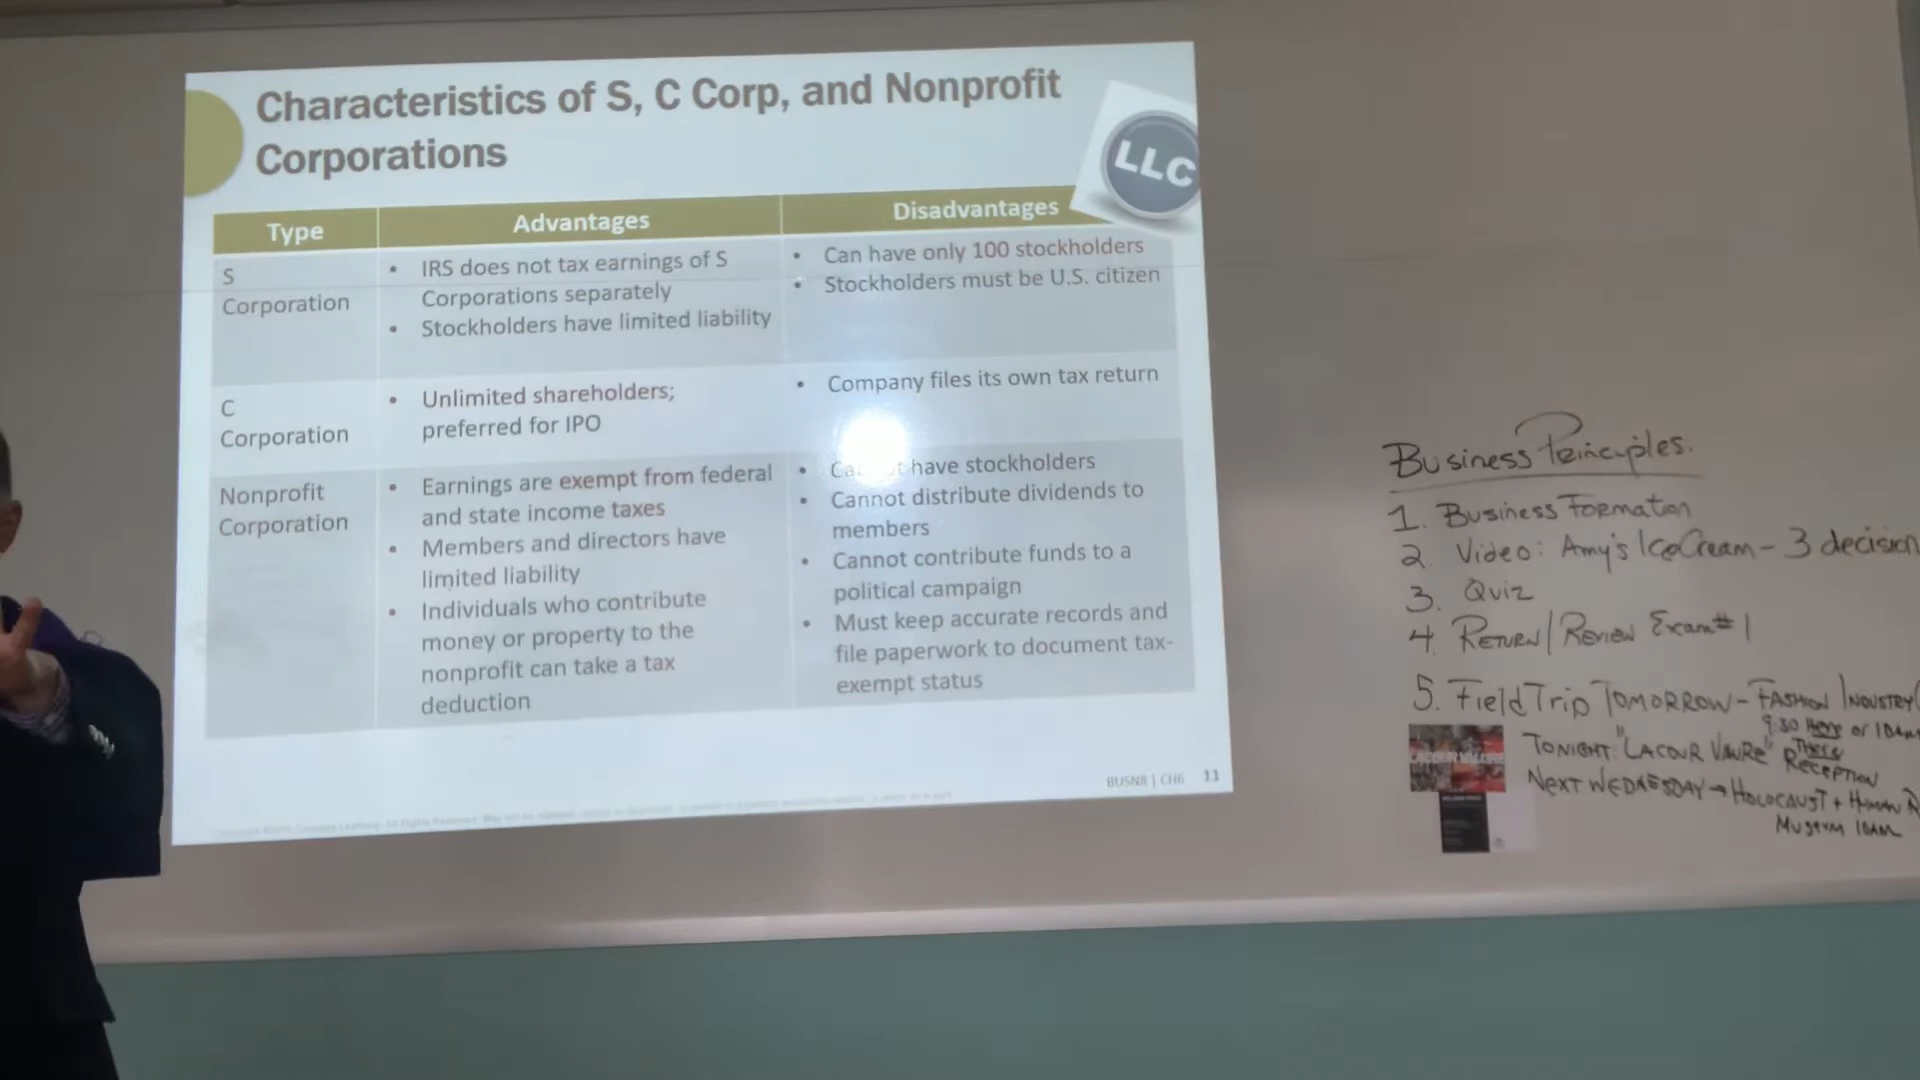 Characteristics of S, C Corp, and Nonprofit
Corporations
LLC
Type
Advantages
Disadvantages
S
Corporation
• IRS does not tax earnings of S
Corporations separately
• Stockholders have limited liability
• Can have only 100 stockholders
• Stockholders must be U.S. citizen
C
Corporation
• Unlimited shareholders;
preferred for IPO
• Company files its own tax return
Nonprofit
Corporation
• Earnings are exempt from federal
and state income taxes
• Members and directors have
limited liability
• Individuals who contribute
money or property to the
nonprofit can take a tax
deduction
• have stockholders
• Cannot distribute dividends to
members
• Cannot contribute funds to a
political campaign
• Must keep accurate records and
file paperwork to document tax-
exempt status
BUSN8 | CH6 11
Business Principles.
1. Business Formation
2 Video: Amy's Ice Cream - 3 decision
3. Quiz
4 RETURN/REVIEW Exam #1
5. Field Trip TOMORROW - FASHION INDUSTRY
9:30 Here or 10am
There
TONIGHT: "LACOUR" RECEPTION
NEXT WEDNESDAY → HOLOCAUST + HUMAN
MUSEUM 10AM